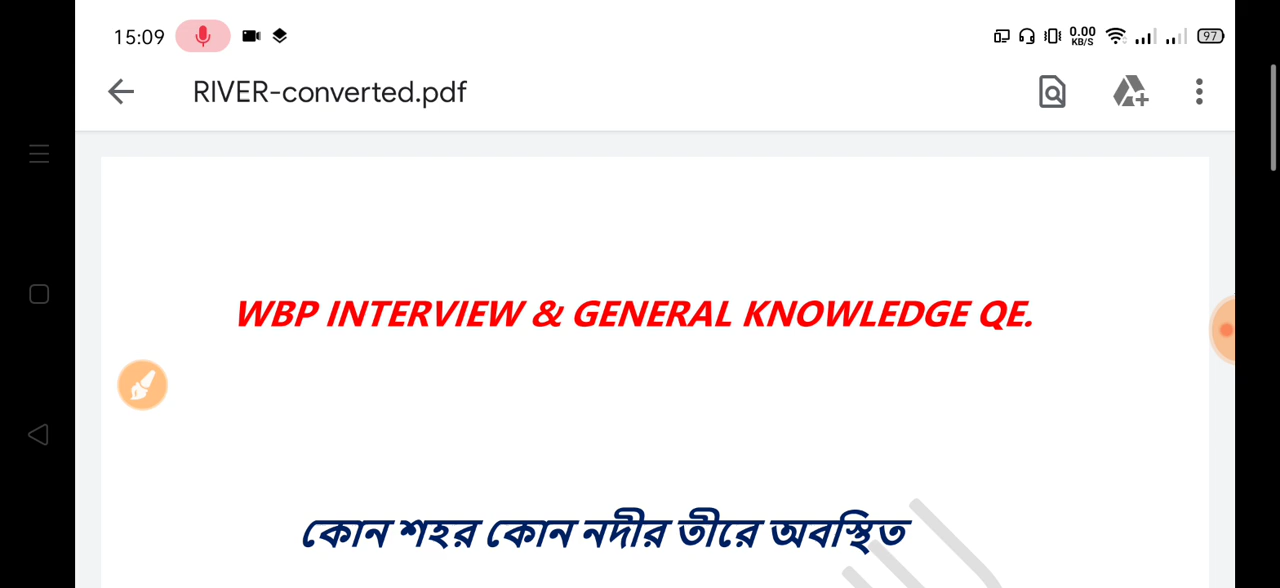 15:09
0.00
KB/S
97
RIVER-converted.pdf
WBP INTERVIEW & GENERAL KNOWLEDGE QE.
কোন শহর কোন নদীর তীরে অবস্থিত